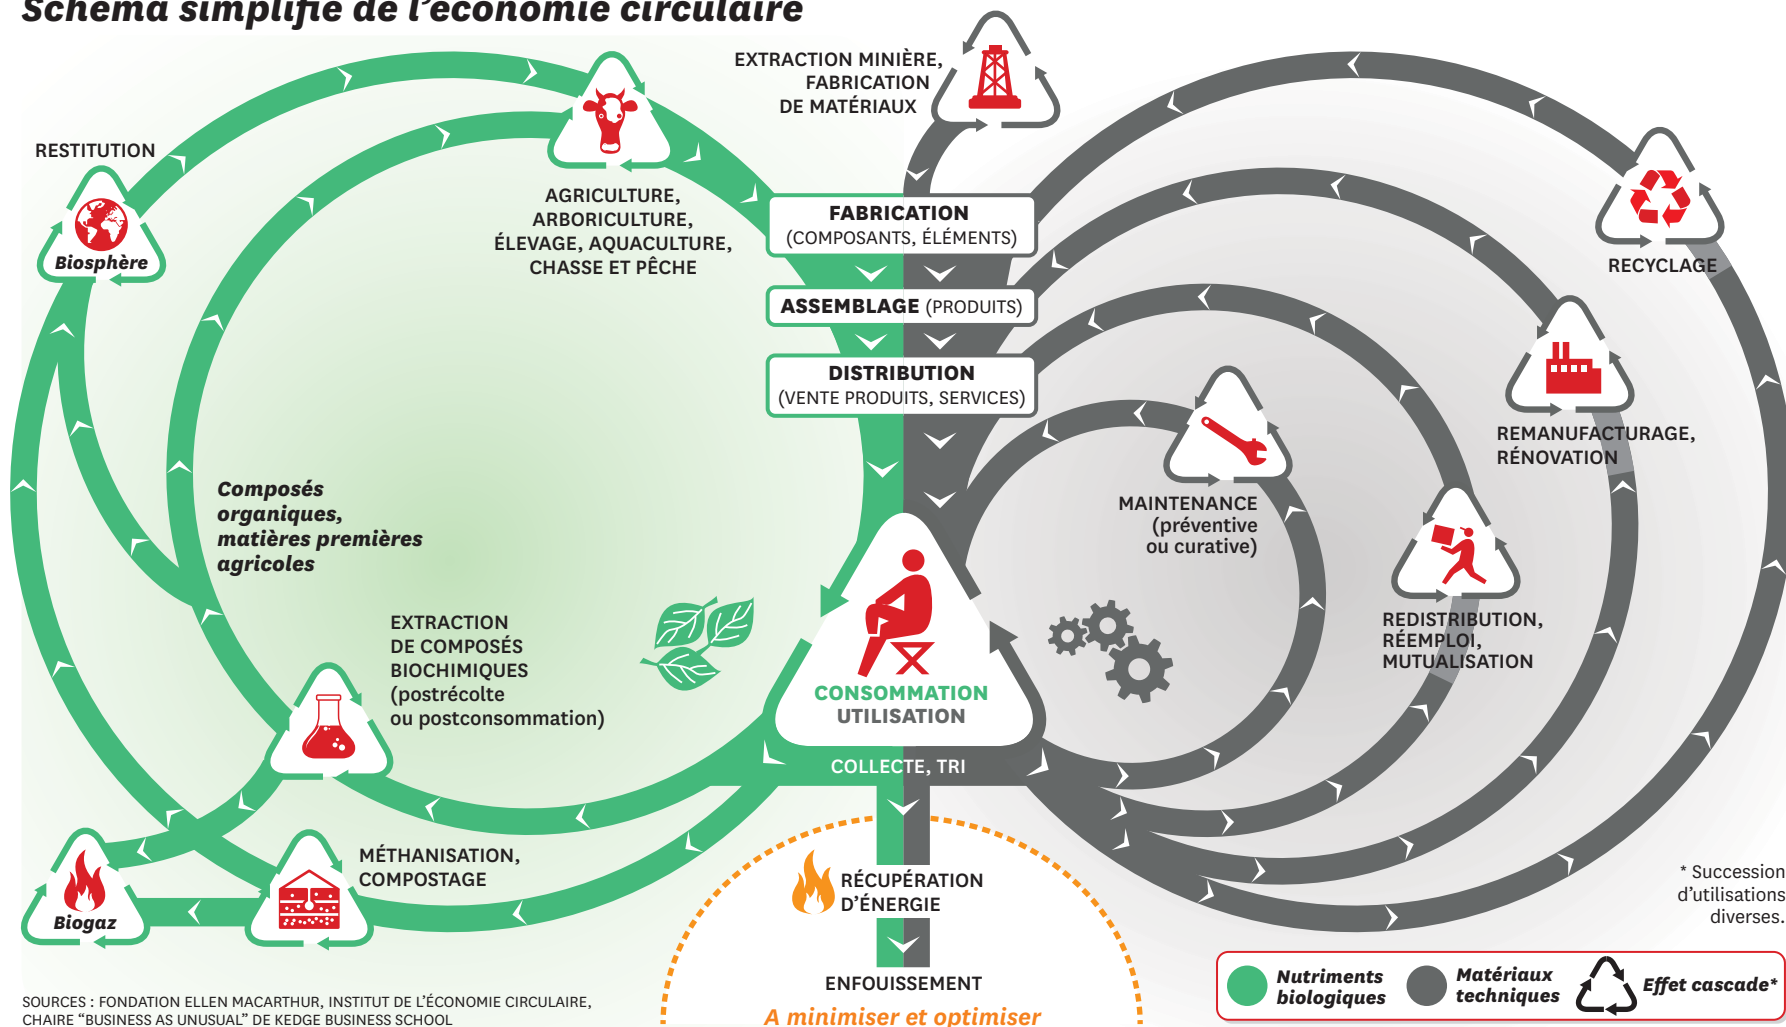 Schéma simplifié de l'économie circulaire
EXTRACTION MINIÈRE,
FABRICATION
DE MATÉRIAUX
RESTITUTION
Biosphère
AGRICULTURE,
ARBORICULTURE,
ÉLEVAGE, AQUACULTURE,
CHASSE ET PÊCHE
FABRICATION
(COMPOSANTS, ÉLÉMENTS)
ASSEMBLAGE (PRODUITS)
DISTRIBUTION
(VENTE PRODUITS, SERVICES)
RECYCLAGE
REMANUFACTURAGE,
RÉNOVATION
MAINTENANCE
(préventive
ou curative)
REDISTRIBUTION,
RÉEMPLOI,
MUTUALISATION
Composés
organiques,
matières premières
agricoles
EXTRACTION
DE COMPOSÉS
BIOCHIMIQUES
(postrécolte
ou postconsommation)
CONSOMMATION
UTILISATION
COLLECTE, TRI
MÉTHANISATION,
COMPOSTAGE
Biogaz
RÉCUPÉRATION
D'ÉNERGIE
ENFOUISSEMENT
A minimiser et optimiser
* Succession
d'utilisations
diverses.
Nutriments
biologiques
Matériaux
techniques
Effet cascade*
SOURCES : FONDATION ELLEN MACARTHUR, INSTITUT DE L'ÉCONOMIE CIRCULAIRE,
CHAIRE "BUSINESS AS UNUSUAL" DE KEDGE BUSINESS SCHOOL